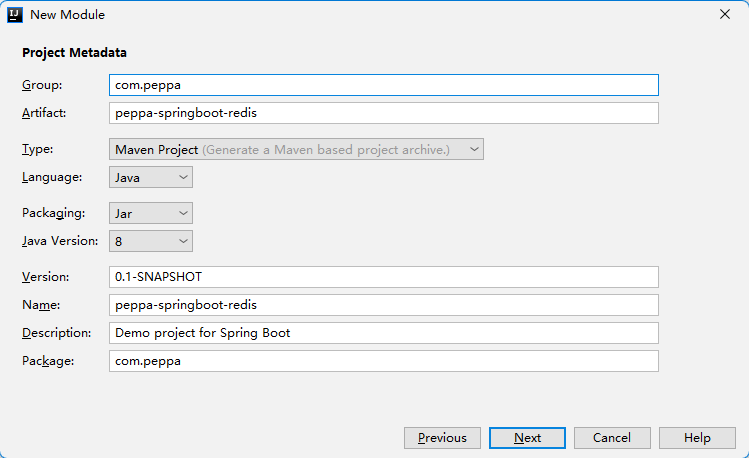 IJ New Module
Project Metadata
Group: com.peppa
Artifact: peppa-springboot-redis
Type: Maven Project (Generate a Maven based project archive.)
Language: Java
Packaging: Jar
Java Version: 8
Version: 0.1-SNAPSHOT
Name: peppa-springboot-redis
Description: Demo project for Spring Boot
Package: com.peppa
Previous Next Cancel Help